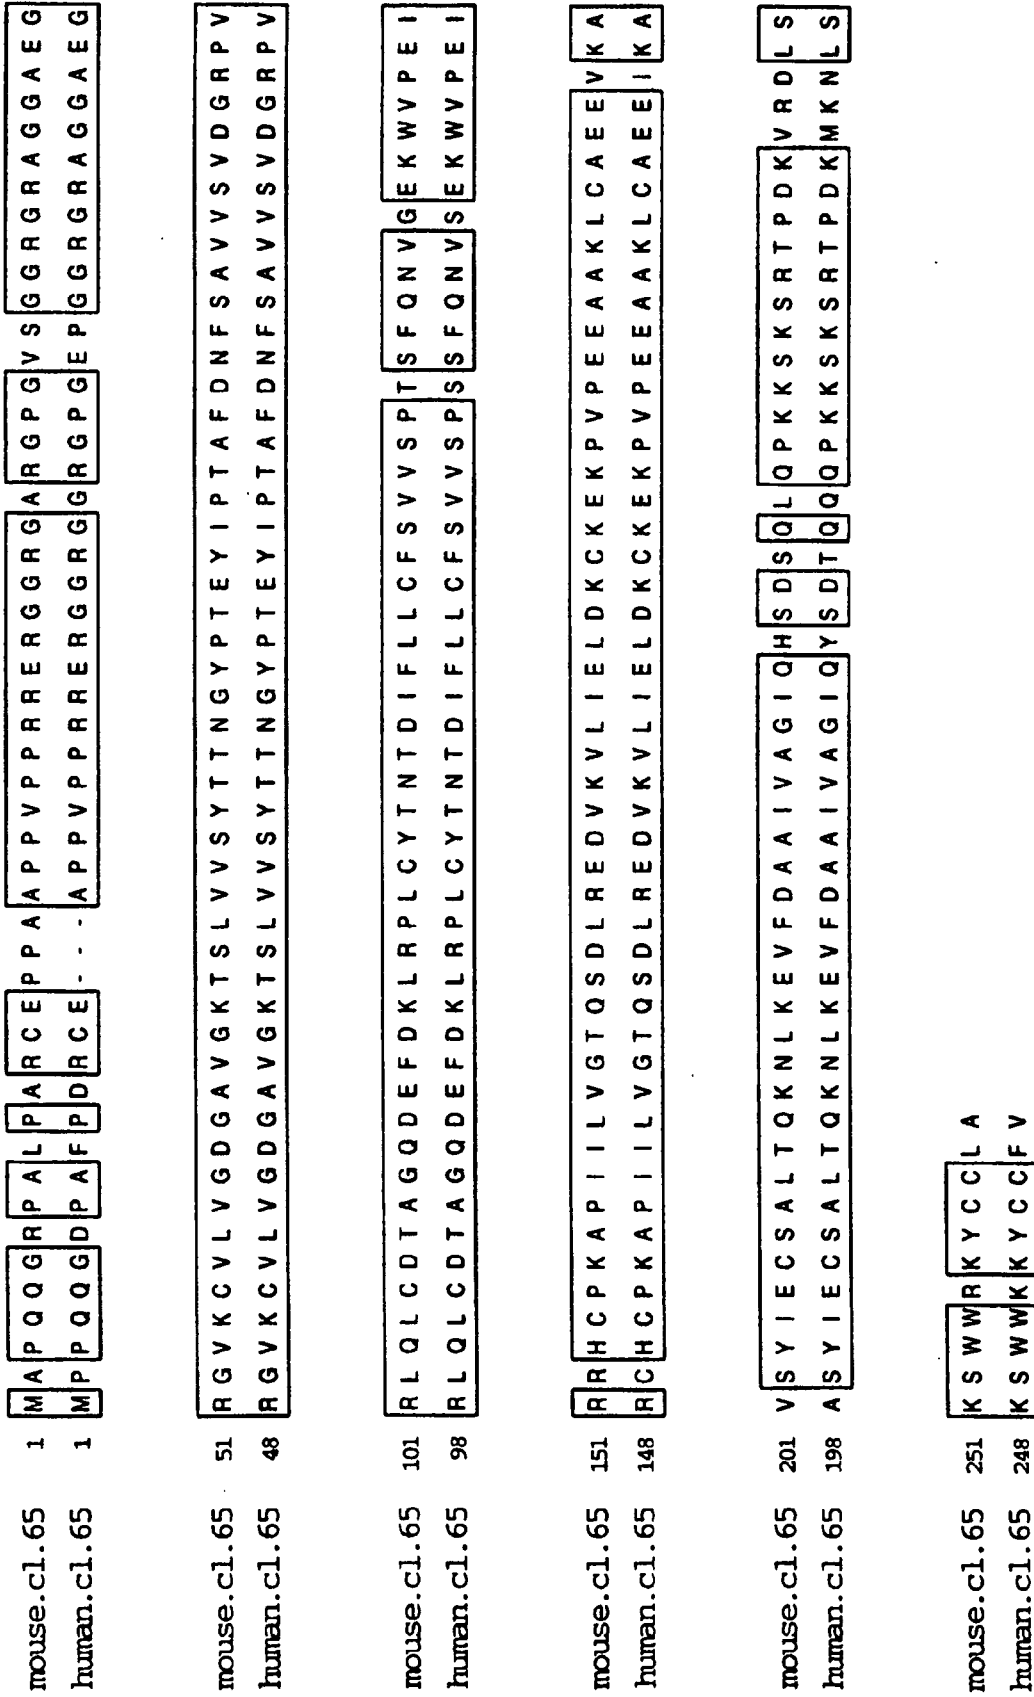 mouse.cl.65 1 M A P Q Q G R P A L P A R C E P P A A P P V P P R R E R G G R G A R G P G V S G G R G R A G G A E G
human.cl.65 1 M P P Q Q G D P A F P D R C E - - - A P P V P P R R E R G G R G G R G P G E P G G R G R A G G A E G
mouse.cl.65 51 R G V K C V L V G D G A V G K T S L V V S Y T T N G Y P T E Y I P T A F D N F S A V V S V D G R P V
human.cl.65 48 R G V K C V L V G D G A V G K T S L V V S Y T T N G Y P T E Y I P T A F D N F S A V V S V D G R P V
mouse.cl.65 101 R L Q L C D T A G Q D E F D K L R P L C Y T N T D I F L L C F S V V S P T S F Q N V G E K W V P E I
human.cl.65 98 R L Q L C D T A G Q D E F D K L R P L C Y T N T D I F L L C F S V V S P S S F Q N V S E K W V P E I
mouse.cl.65 151 R R H C P K A P I I L V G T Q S D L R E D V K V L I E L D K C K E K P V P E E A A K L C A E E V K A
human.cl.65 148 R C H C P K A P I I L V G T Q S D L R E D V K V L I E L D K C K E K P V P E E A A K L C A E E I K A
mouse.cl.65 201 V S Y I E C S A L T Q K N L K E V F D A A I V A G I Q H S D S Q L Q P K K S K S R T P D K V R D L S
human.cl.65 198 A S Y I E C S A L T Q K N L K E V F D A A I V A G I Q Y S D T Q Q Q P K K S K S R T P D K M K N L S
mouse.cl.65 251 K S W W R K Y C C L A
human.cl.65 248 K S W W K K Y C C F V